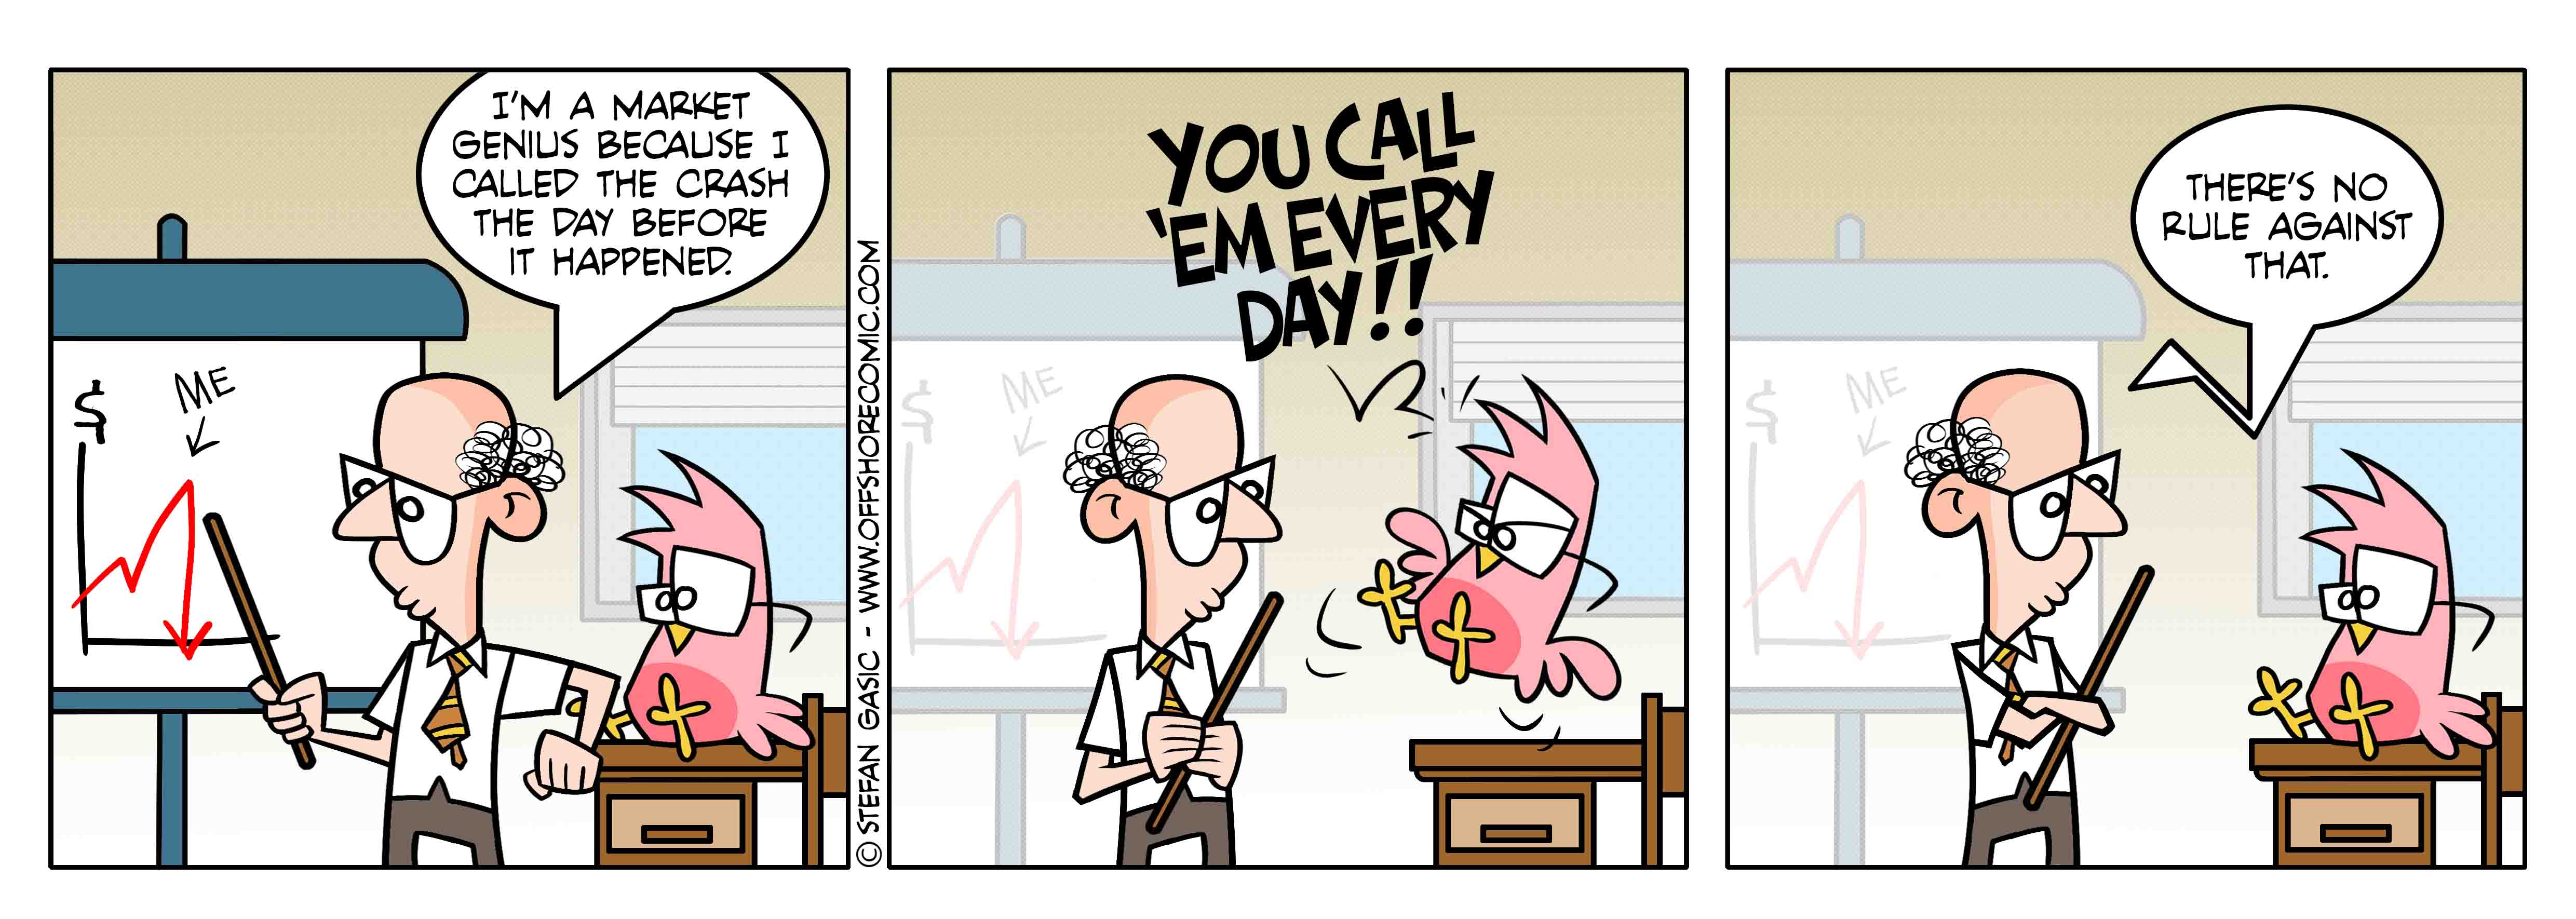 I'M A MARKET
GENIUS BECAUSE I
CALLED THE CRASH
THE DAY BEFORE
IT HAPPENED.
$
ME
© STEFAN GASIC - WWW.OFFSHORECOMIC.COM
YOU CALL
'EM EVERY
DAY!!
$
ME
THERE'S NO
RULE AGAINST
THAT.
$
ME